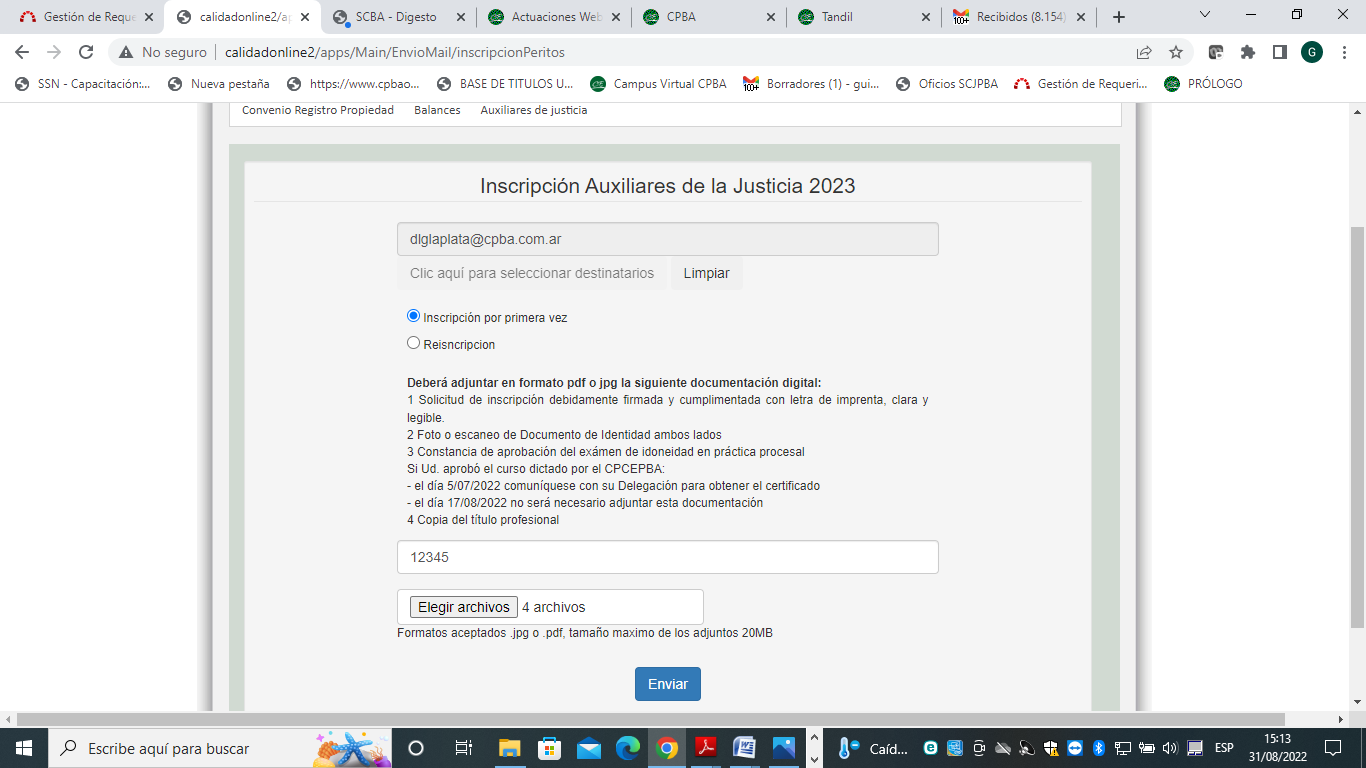 Gestión de Reque
calidadonline2/a
SCBA - Digesto
Actuaciones Web
CPBA
Tandil
Recibidos (8.154)
No seguro
calidadonline2/apps/Main/EnvioMail/inscripcionPeritos
G
SSN - Capacitación:...
Nueva pestaña
https://www.cpbao...
BASE DE TITULOS U...
Campus Virtual CPBA
Borradores (1) - gui...
Oficios SCJPBA
Gestión de Requeri...
PRÓLOGO
Convenio Registro Propiedad
Balances
Auxiliares de justicia
Inscripción Auxiliares de la Justicia 2023
dlglaplata@cpba.com.ar
Clic aquí para seleccionar destinatarios
Limpiar
Inscripción por primera vez
Reisncripcion
Deberá adjuntar en formato pdf o jpg la siguiente documentación digital:
1 Solicitud de inscripción debidamente firmada y cumplimentada con letra de imprenta, clara y
legible.
2 Foto o escaneo de Documento de Identidad ambos lados
3 Constancia de aprobación del exámen de idoneidad en práctica procesal
Si Ud. aprobó el curso dictado por el CPCEPBA:
- el día 5/07/2022 comuníquese con su Delegación para obtener el certificado
- el día 17/08/2022 no será necesario adjuntar esta documentación
4 Copia del título profesional
12345
Elegir archivos 4 archivos
Formatos aceptados .jpg o .pdf, tamaño maximo de los adjuntos 20MB
Enviar
Escribe aquí para buscar
Caíd...
ESP
15:13
31/08/2022